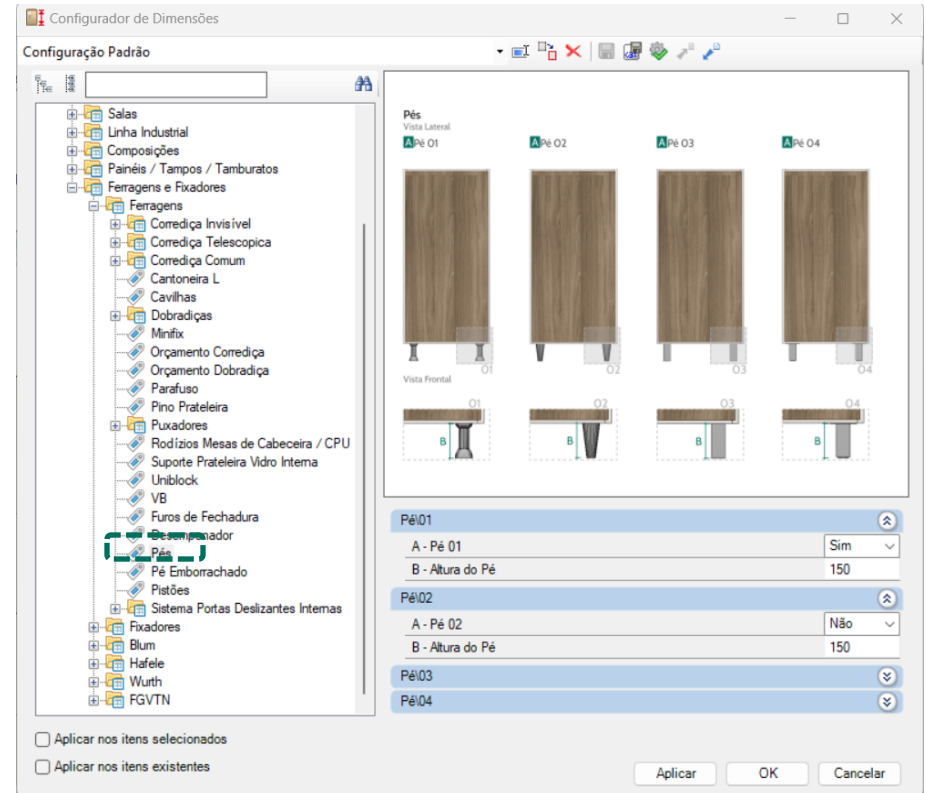 Configurador de Dimensões
Configuração Padrão
Salas
Linha Industrial
Composições
Painéis / Tampos / Tamburatos
Ferragens e Fixadores
Ferragens
Corrediça Invisível
Corrediça Telescopica
Corrediça Comum
Cantoneira L
Cavilhas
Dobradiças
Minifix
Orçamento Corrediça
Orçamento Dobradiça
Parafuso
Pino Prateleira
Puxadores
Rodízios Mesas de Cabeceira / CPU
Suporte Prateleira Vidro Interna
Uniblock
VB
Furos de Fechadura
Desempenador
Pés
Pé Emborrachado
Pistões
Sistema Portas Deslizantes Internas
Fixadores
Blum
Hafele
Wurth
FGVTN
Pés
Vista Lateral
A Pé 01 A Pé 02 A Pé 03 A Pé 04
01 02 03 04
Vista Frontal
01 02 03 04
B B B B
Pé\01
A - Pé 01 Sim
B - Altura do Pé 150
Pé\02
A - Pé 02 Não
B - Altura do Pé 150
Pé\03
Pé\04
Aplicar nos itens selecionados
Aplicar nos itens existentes
Aplicar OK Cancelar